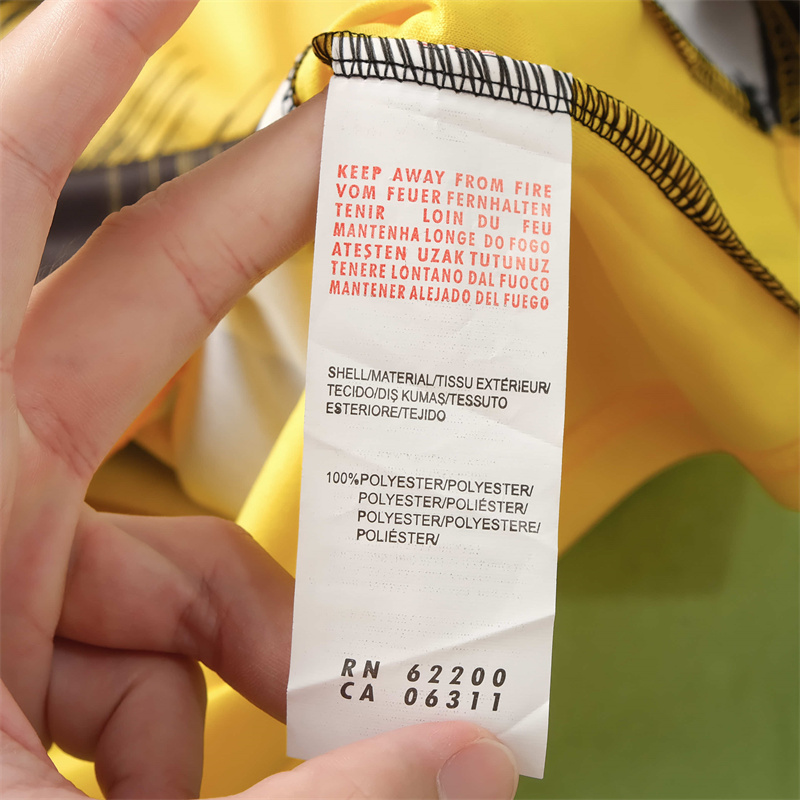 KEEP AWAY FROM FIRE
VOM FEUER FERNHALTEN
TENIR LOIN DU FEU
MANTENHA LONGE DO FOGO
ATEŞTEN UZAK TUTUNUZ
TENERE LONTANO DAL FUOCO
MANTENER ALEJADO DEL FUEGO
SHELL/MATERIAL/TISSU EXTÉRIEUR/
TECIDO/DIŞ KUMAŞ/TESSUTO
ESTERIORE/TEJIDO
100%POLYESTER/POLYESTER/
POLYESTER/POLIÉSTER/
POLYESTER/POLYESTERE/
POLIÉSTER/
RN 62200
CA 06311